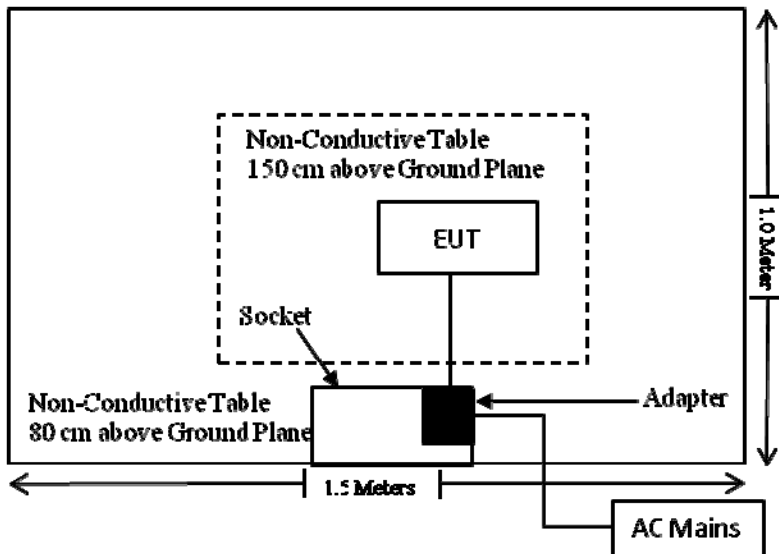 Non-Conductive Table
150 cm above Ground Plane
EUT
1.0 Meter
Socket
Non-Conductive Table
80 cm above Ground Plane
Adapter
1.5 Meters
AC Mains